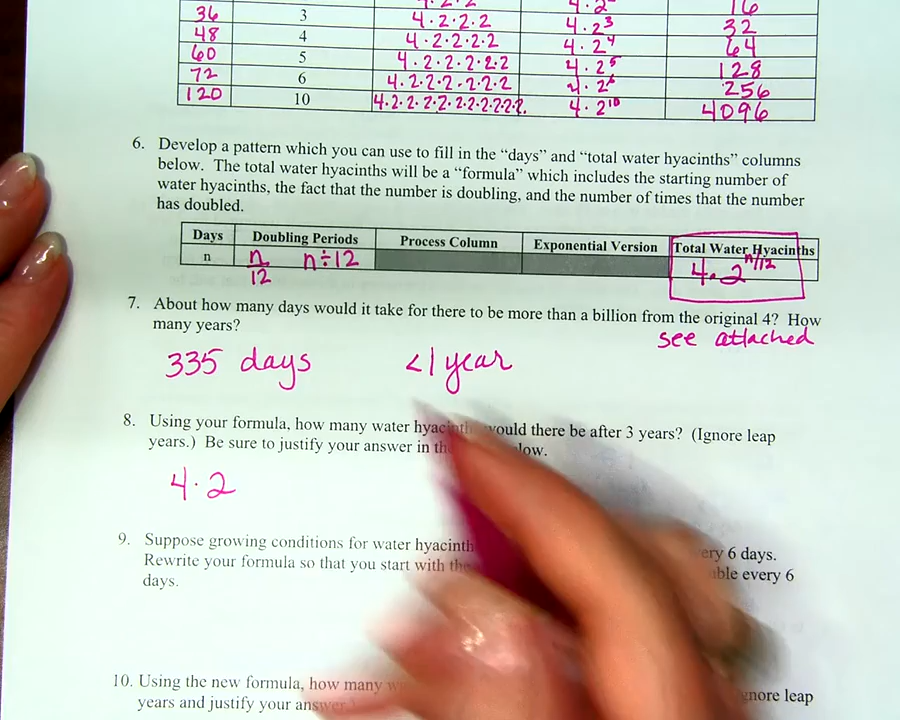 4·2
16
36 3 4·2·2·2 4·2³ 32
48 4 4·2·2·2·2 4·2⁴ 64
60 5 4·2·2·2·2·2 4·2⁵ 128
72 6 4·2·2·2·2·2·2 4·2⁶ 256
120 10 4·2·2·2·2·2·2·2·2·2·2. 4·2¹⁰ 4096
6. Develop a pattern which you can use to fill in the “days” and “total water hyacinths” columns
below. The total water hyacinths will be a “formula” which includes the starting number of
water hyacinths, the fact that the number is doubling, and the number of times that the number
has doubled.
Days Doubling Periods Process Column Exponential Version Total Water Hyacinths
n n/12 n÷12 4·2^n/12
7. About how many days would it take for there to be more than a billion from the original 4? How
many years?
see attached
335 days <1 year
8. Using your formula, how many water would there be after 3 years? (Ignore leap
years.) Be sure to justify your answer in
4·2
9. Suppose growing conditions for water hyacinth 6 days.
Rewrite your formula so that you start with every 6
days.
10. Using the new formula, how many leap
years and justify your